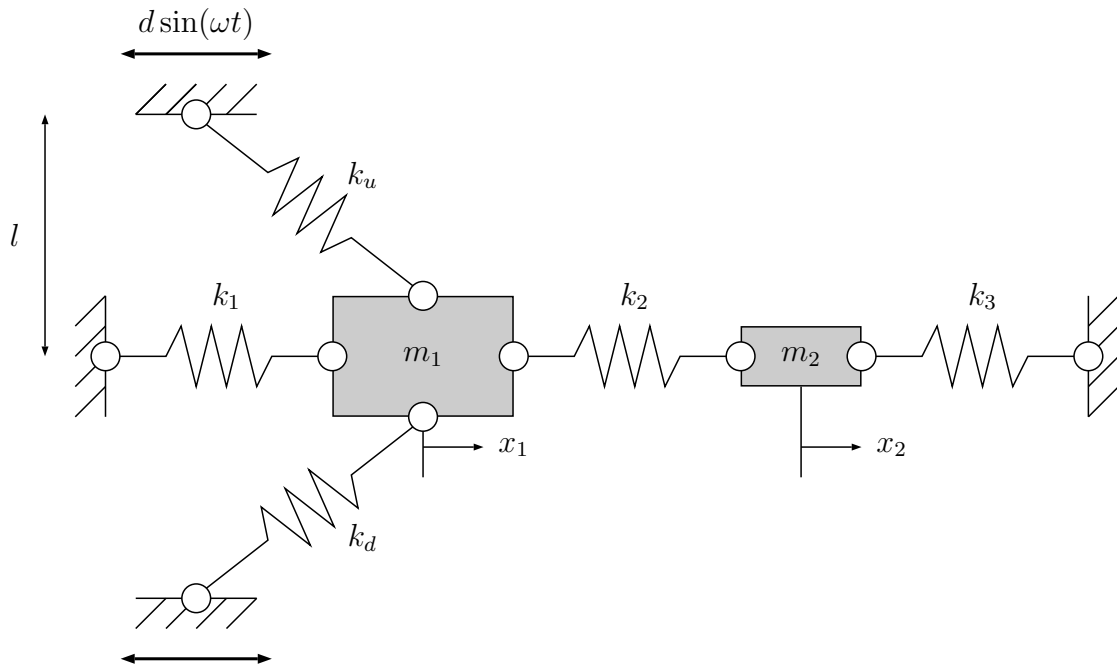 d sin(ωt)
k_u
l
k_1
k_2
k_3
m_1
m_2
x_1
x_2
k_d